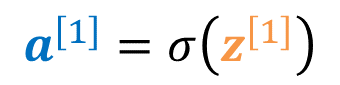 a^[1] = σ(z^[1])